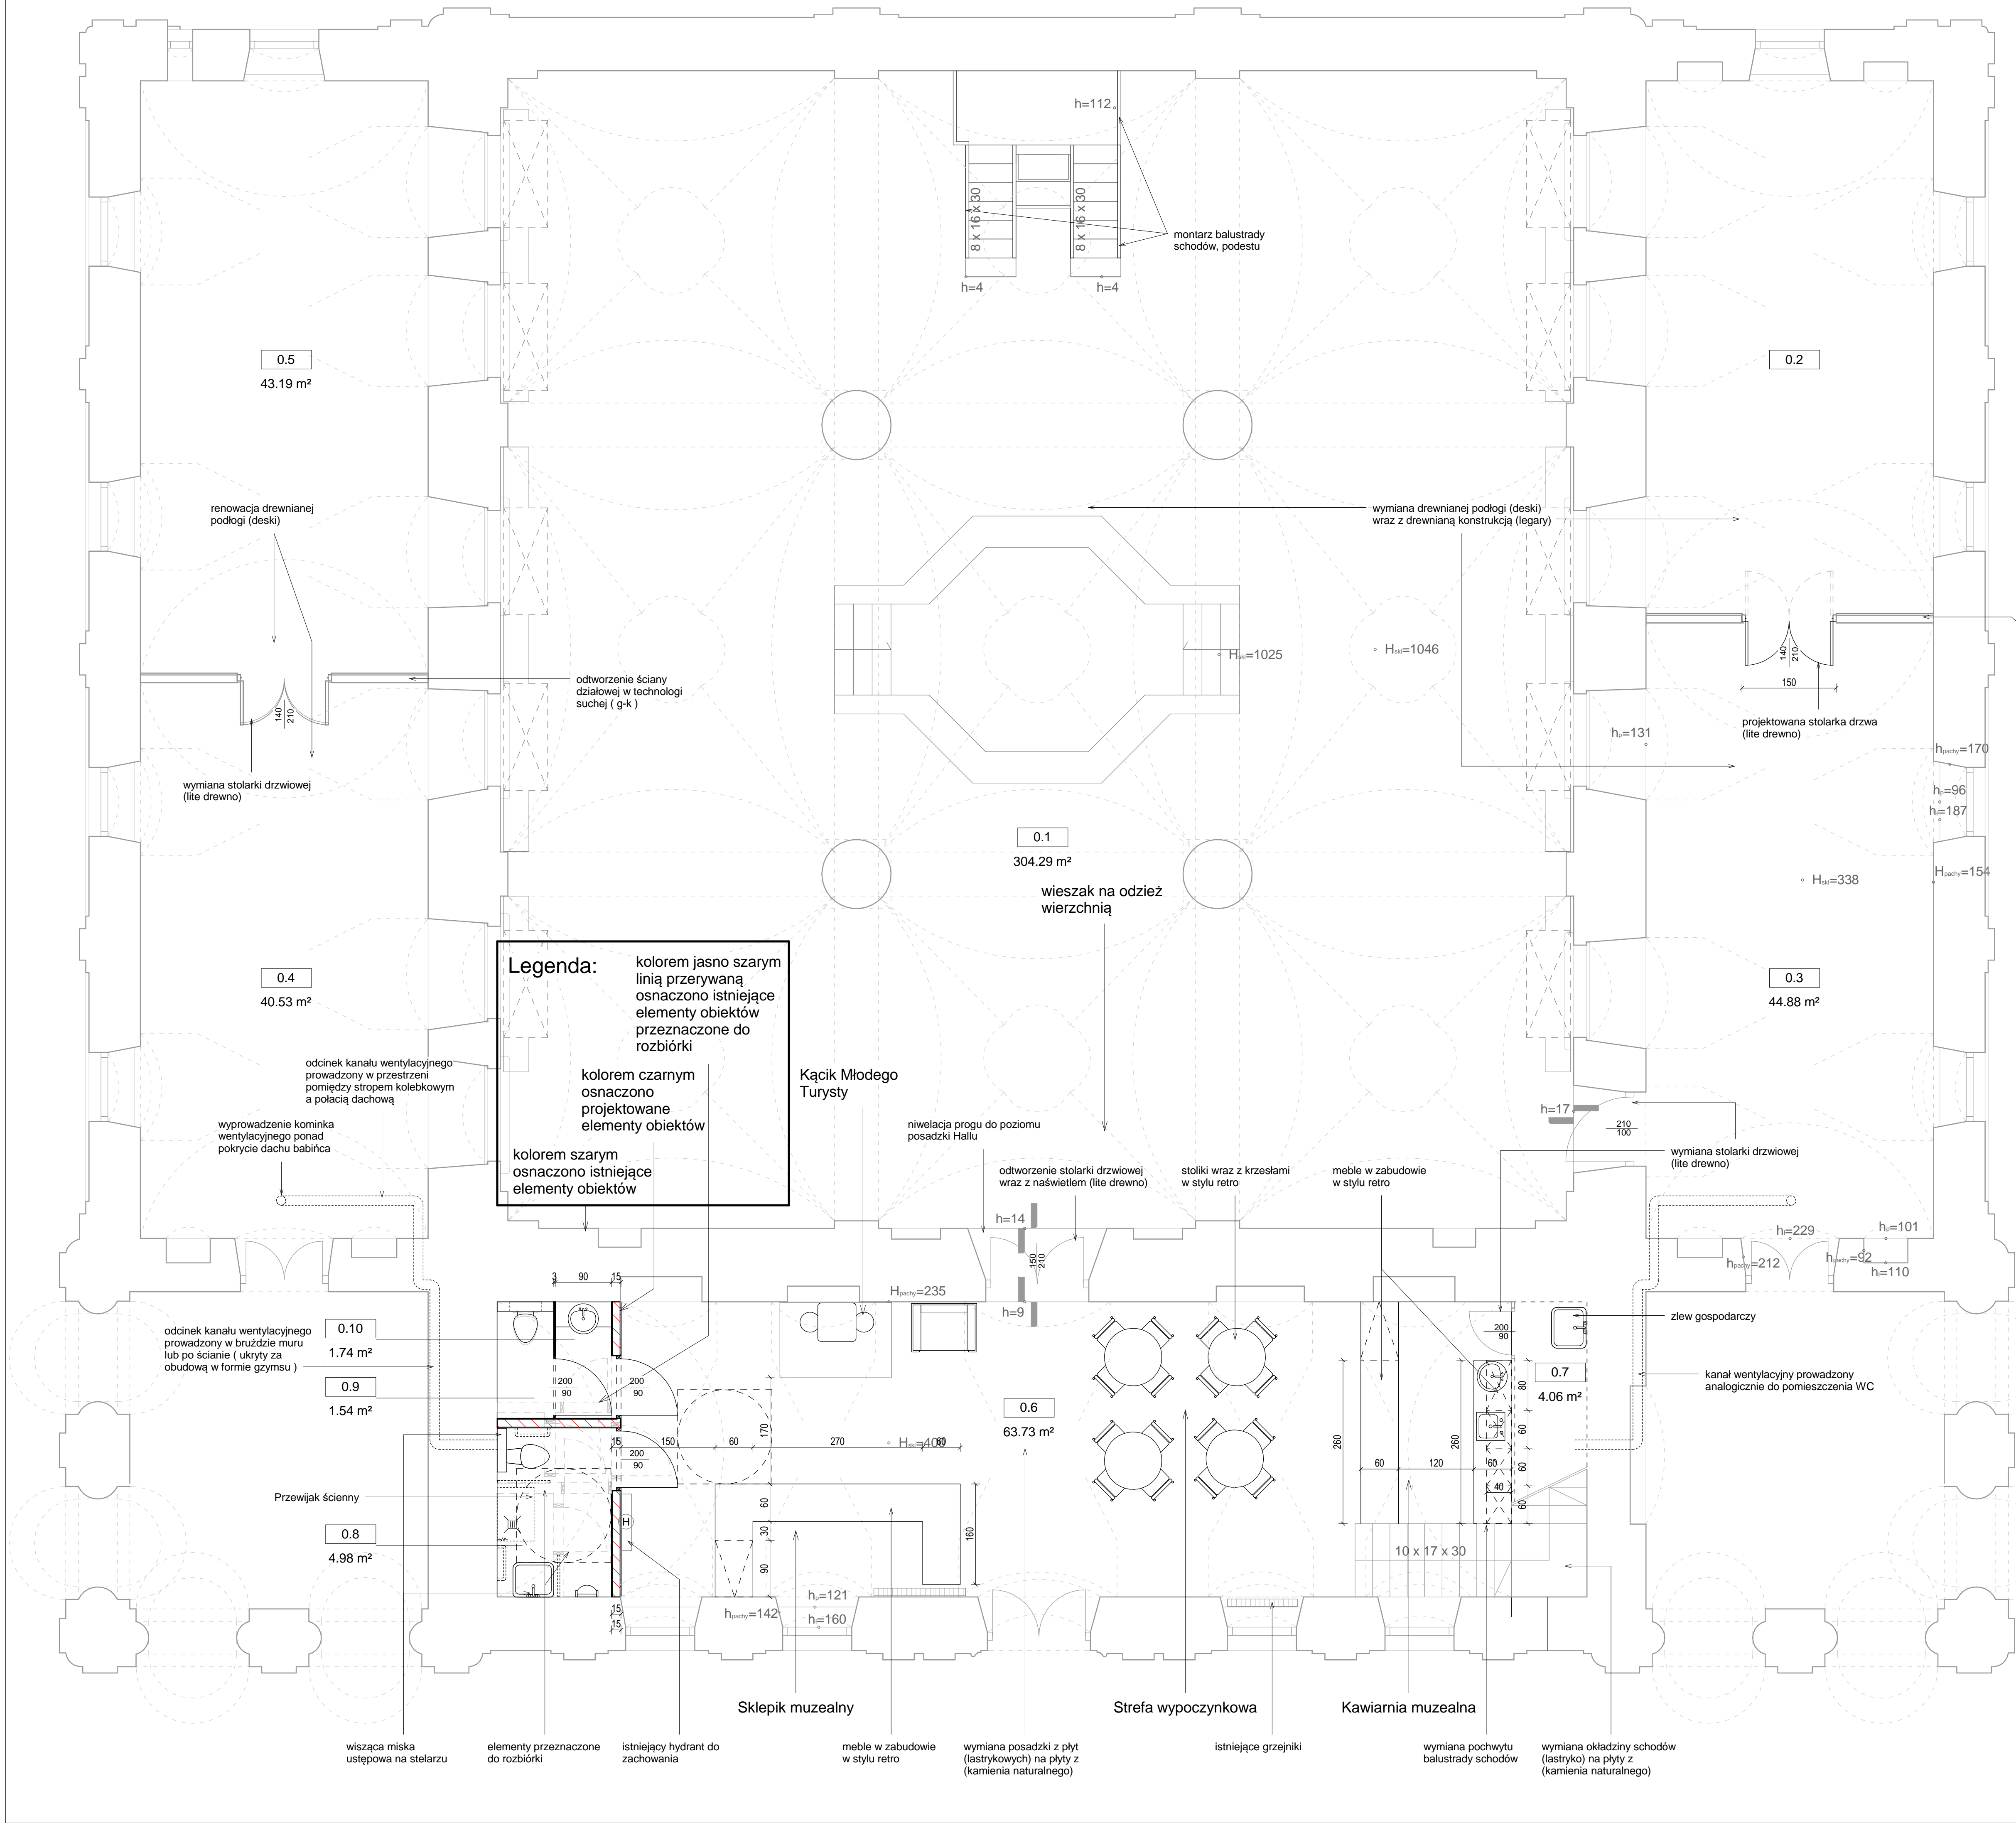 h=112
8 x 16 x 30
8 x 16 x 30
montarz balustrady
schodów, podestu
h=4
h=4
0.5
43.19 m²
0.2
renowacja drewnianej
podłogi (deski)
wymiana drewnianej podłogi (deski)
wraz z drewnianą konstrukcją (legary)
Hskl=1025
Hskl=1046
140
210
150
140
210
odtworzenie ściany
działowej w technologi
suchej ( g-k )
projektowana stolarka drzwa
(lite drewno)
hp=131
hpachy=170
wymiana stolarki drzwiowej
(lite drewno)
hp=96
h=187
0.1
304.29 m²
Hskl=338
Hpachy=154
wieszak na odzież
wierzchnią
0.4
40.53 m²
0.3
44.88 m²
Legenda:
kolorem jasno szarym
linią przerywaną
osnaczono istniejące
elementy obiektów
przeznaczone do
rozbiórki
kolorem czarnym
osnaczono
projektowane
elementy obiektów
kolorem szarym
osnaczono istniejące
elementy obiektów
Kącik Młodego
Turysty
odcinek kanału wentylacyjnego
prowadzony w przestrzeni
pomiędzy stropem kolebkowym
a połacią dachową
wyprowadzenie kominka
wentylacyjnego ponad
pokrycie dachu babińca
niwelacja progu do poziomu
posadzki Hallu
h=17
210
100
wymiana stolarki drzwiowej
(lite drewno)
odtworzenie stolarki drzwiowej
wraz z naświetlem (lite drewno)
stoliki wraz z krzesłami
w stylu retro
meble w zabudowie
w stylu retro
h=14
150
210
h=229
hp=101
hpachy=212
hpachy=92
h=110
3
90
15
Hpachy=235
h=9
zlew gospodarczy
0.10
1.74 m²
odcinek kanału wentylacyjnego
prowadzony w bruździe muru
lub po ścianie ( ukryty za
obudową w formie gzymsu )
200
90
0.9
1.54 m²
200
90
200
90
0.7
4.06 m²
kanał wentylacyjny prowadzony
analogicznie do pomieszczenia WC
0.6
63.73 m²
15
150
60
170
270
60
Hskl=400
200
90
260
260
80
60
60
60
60
120
60
40
Przewijak ścienny
0.8
4.98 m²
H
60
30
90
160
10 x 17 x 30
15
15
hpachy=142
hp=121
h=160
Sklepik muzealny
Strefa wypoczynkowa
Kawiarnia muzealna
wisząca miska
ustępowa na stelarzu
elementy przeznaczone
do rozbiórki
istniejący hydrant do
zachowania
meble w zabudowie
w stylu retro
wymiana posadzki z płyt
(lastrykowych) na płyty z
(kamienia naturalnego)
istniejące grzejniki
wymiana pochwytu
balustrady schodów
wymiana okładziny schodów
(lastryko) na płyty z
(kamienia naturalnego)